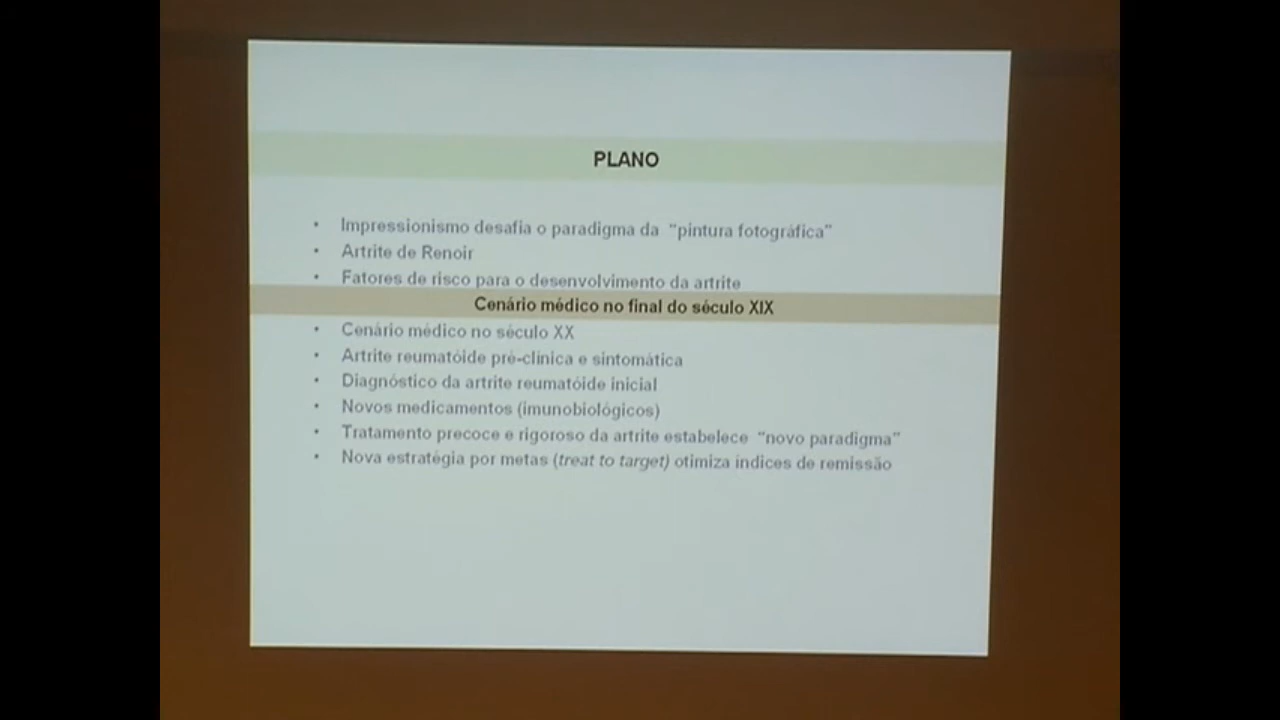 PLANO
• Impressionismo desafia o paradigma da "pintura fotográfica"
• Artrite de Renoir
• Fatores de risco para o desenvolvimento da artrite
Cenário médico no final do século XIX
• Cenário médico no século XX
• Artrite reumatóide pré-clínica e sintomática
• Diagnóstico da artrite reumatóide inicial
• Novos medicamentos (imunobiológicos)
• Tratamento precoce e rigoroso da artrite estabelece "novo paradigma"
• Nova estratégia por metas (treat to target) otimiza índices de remissão